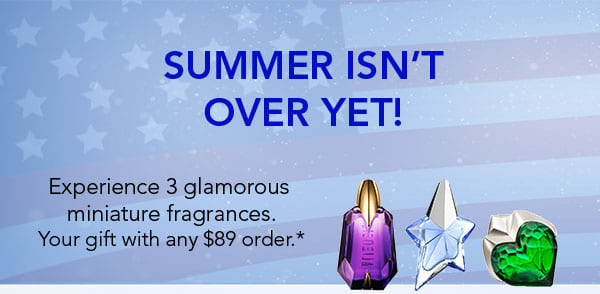 SUMMER ISN’T
OVER YET!
Experience 3 glamorous
miniature fragrances.
Your gift with any $89 order.*